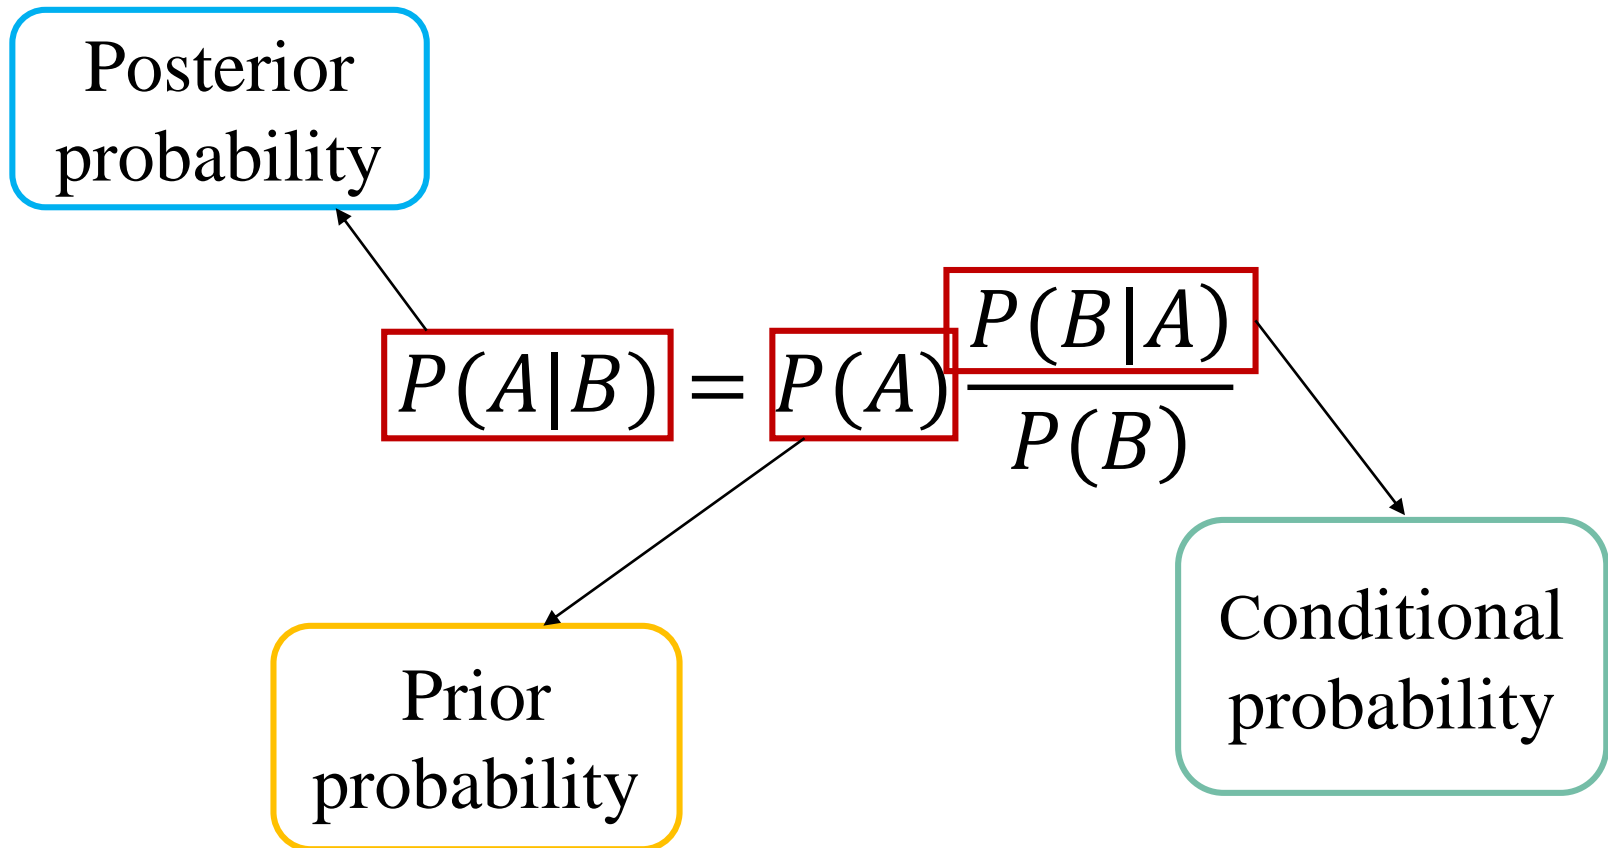 Posterior
probability
P(A|B) = P(A) P(B|A) / P(B)
Prior
probability
Conditional
probability